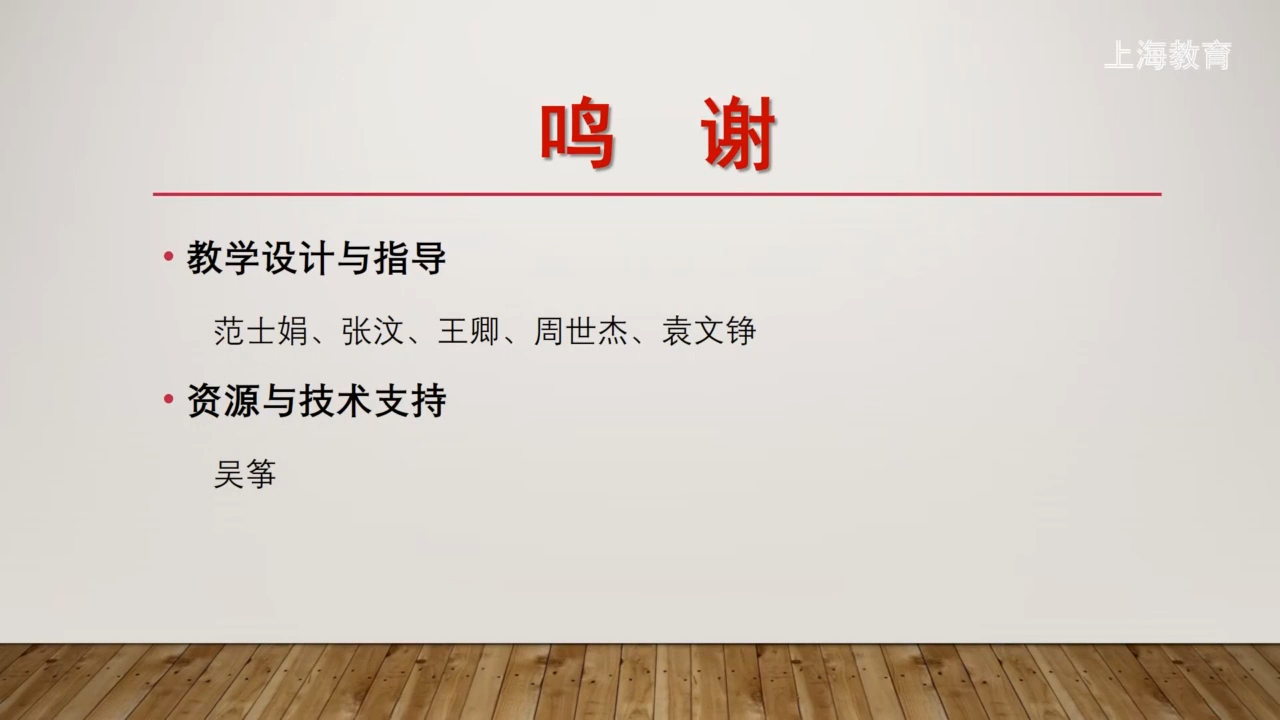 上海教育
鸣 谢
• 教学设计与指导
范士娟、张汶、王卿、周世杰、袁文铮
• 资源与技术支持
吴筝